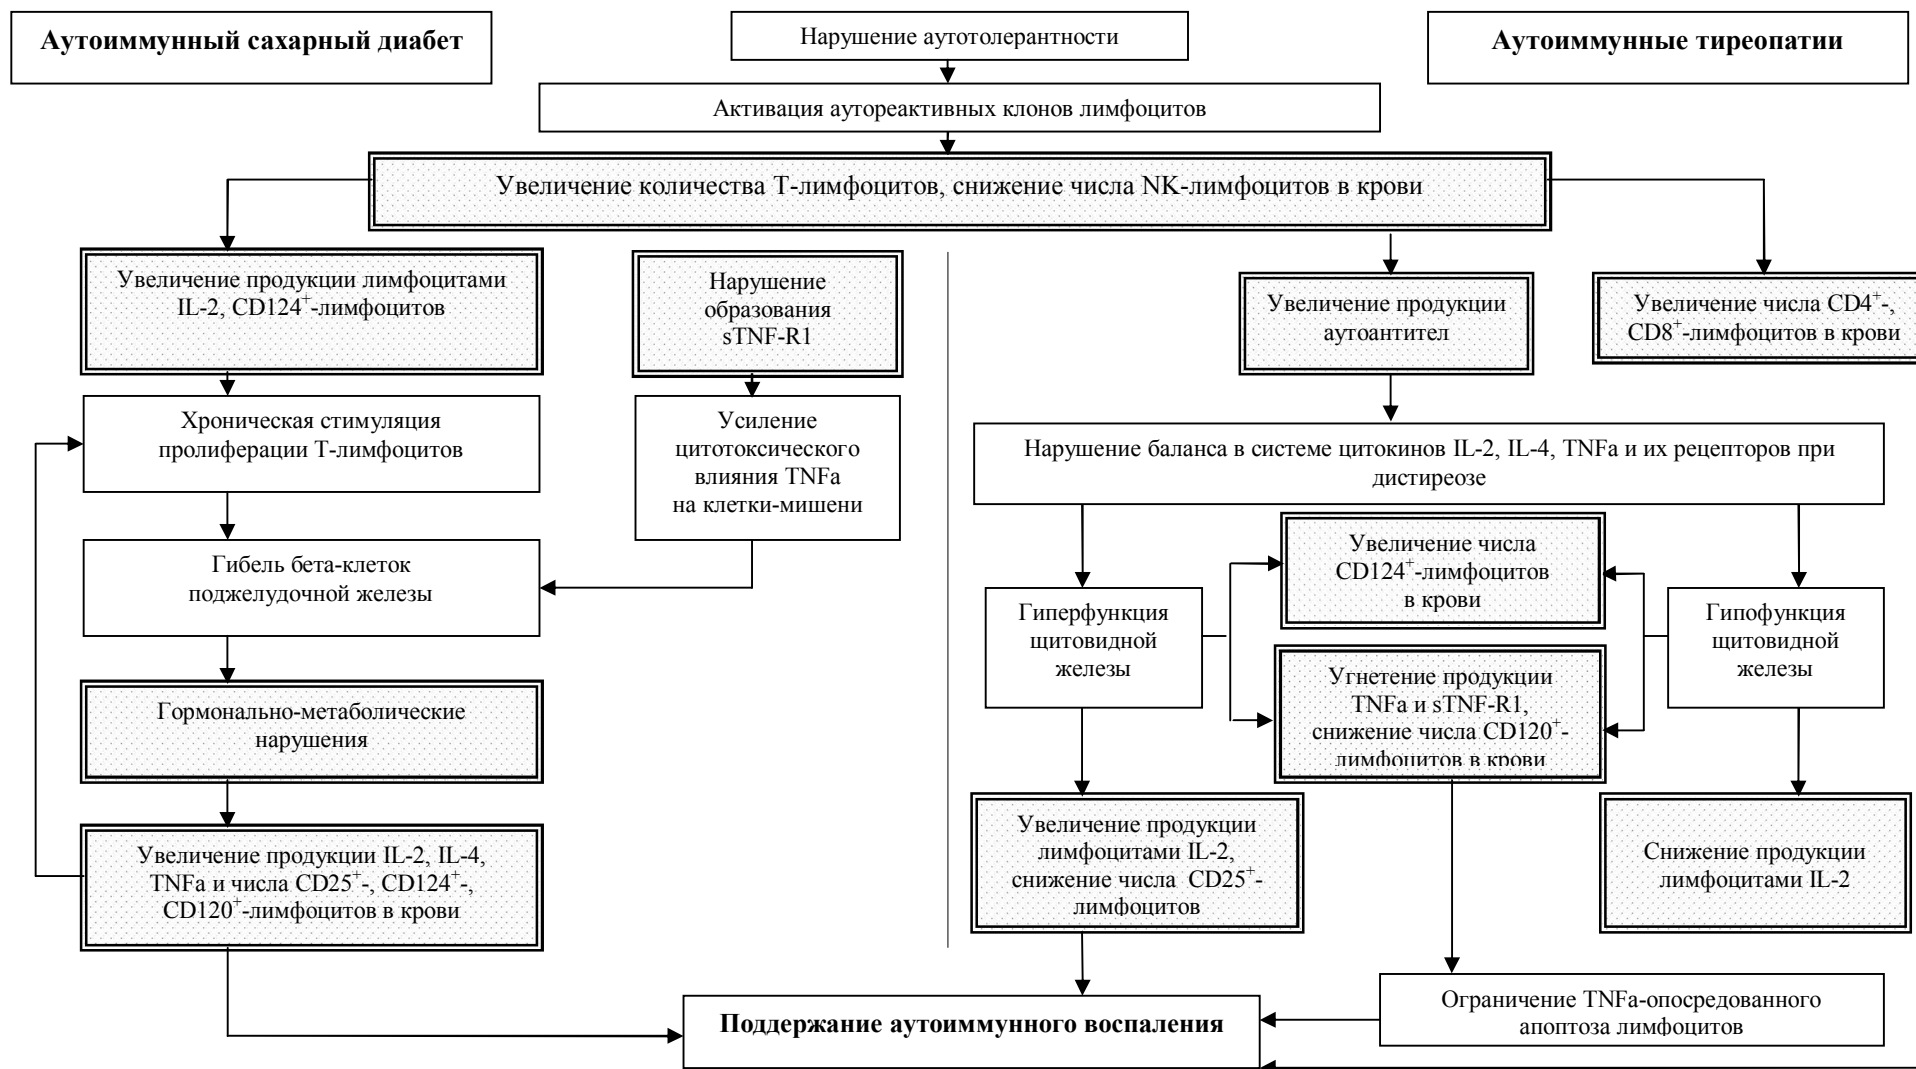 Аутоиммунный сахарный диабет
Нарушение аутотолерантности
Аутоиммунные тиреопатии
Активация аутореактивных клонов лимфоцитов
Увеличение количества Т-лимфоцитов, снижение числа NK-лимфоцитов в крови
Увеличение продукции лимфоцитами
IL-2, CD124⁺-лимфоцитов
Нарушение
образования
sTNF-R1
Увеличение продукции
аутоантител
Увеличение числа CD4⁺-,
CD8⁺-лимфоцитов в крови
Хроническая стимуляция
пролиферации Т-лимфоцитов
Усиление
цитотоксического
влияния TNFa
на клетки-мишени
Нарушение баланса в системе цитокинов IL-2, IL-4, TNFa и их рецепторов при
дистиреозе
Гибель бета-клеток
поджелудочной железы
Увеличение числа
CD124⁺-лимфоцитов
в крови
Гиперфункция
щитовидной
железы
Гипофункция
щитовидной
железы
Угнетение продукции
TNFa и sTNF-R1,
снижение числа CD120⁺-
лимфоцитов в крови
Гормонально-метаболические
нарушения
Увеличение продукции IL-2, IL-4,
TNFa и числа CD25⁺-, CD124⁺-,
CD120⁺-лимфоцитов в крови
Увеличение продукции
лимфоцитами IL-2,
снижение числа CD25⁺-
лимфоцитов
Снижение продукции
лимфоцитами IL-2
Поддержание аутоиммунного воспаления
Ограничение TNFa-опосредованного
апоптоза лимфоцитов